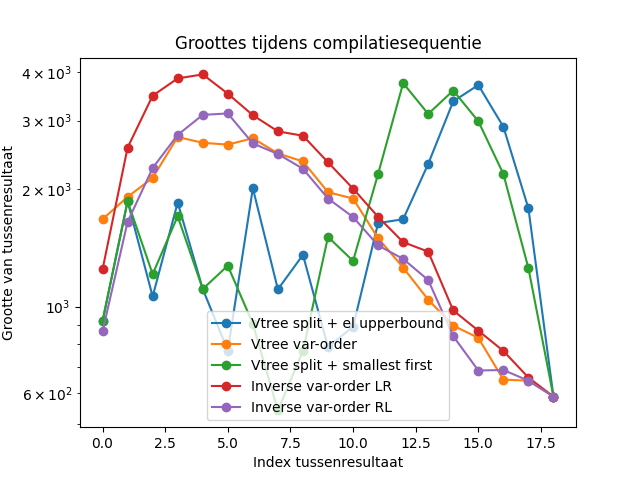 Groottes tijdens compilatiesequentie
Grootte van tussenresultaat
4 × 10³
3 × 10³
2 × 10³
10³
6 × 10²
Vtree split + el upperbound
Vtree var-order
Vtree split + smallest first
Inverse var-order LR
Inverse var-order RL
0.0 2.5 5.0 7.5 10.0 12.5 15.0 17.5
Index tussenresultaat